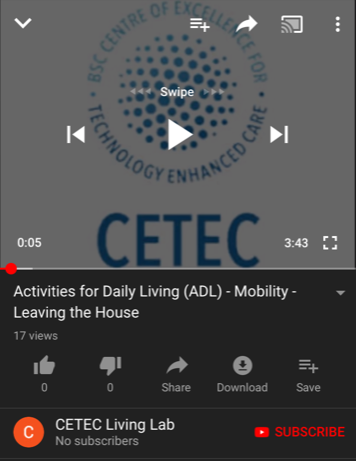 BSC CENTRE OF EXCELLENCE FOR
TECHNOLOGY ENHANCED CARE
Swipe
CETEC
0:05
3:43
Activities for Daily Living (ADL) - Mobility -
Leaving the House
17 views
0
0
Share
Download
Save
C
CETEC Living Lab
No subscribers
SUBSCRIBE